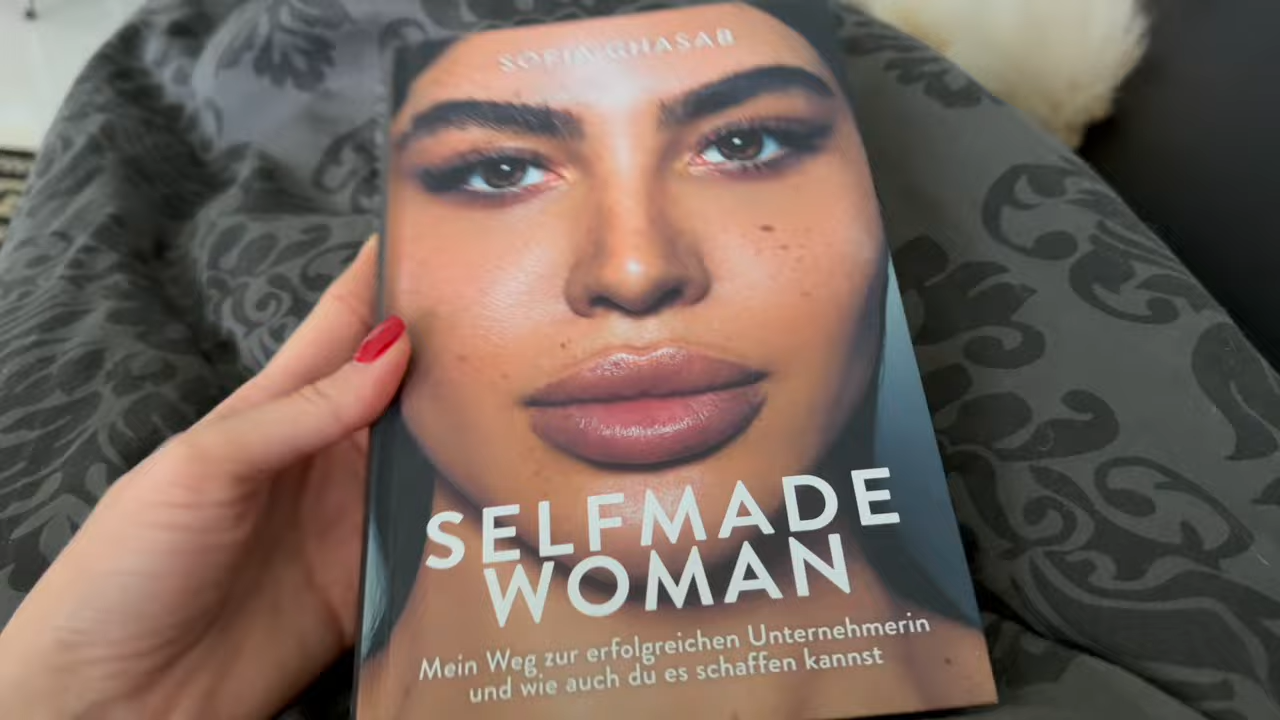 SOFIA GHASAB
SELFMADE
WOMAN
Mein Weg zur erfolgreichen Unternehmerin
und wie auch du es schaffen kannst